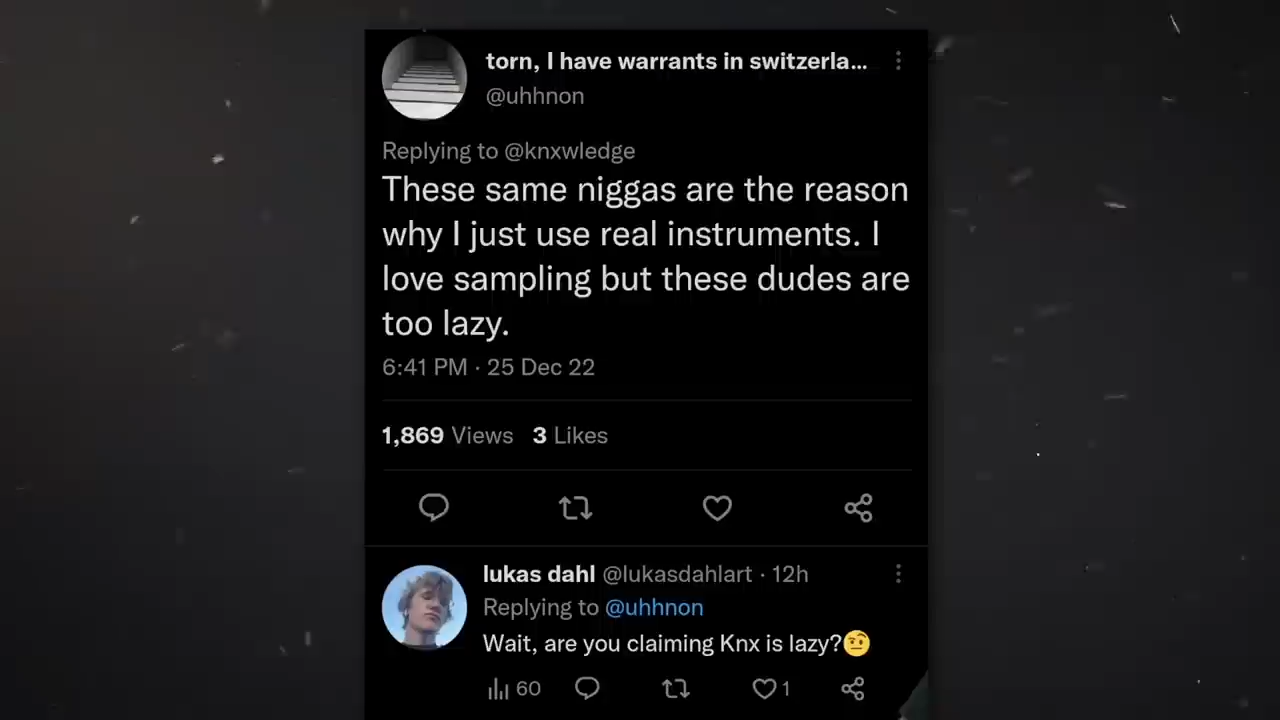 torn, I have warrants in switzerla...
@uhhnon
Replying to @knxwledge
These same niggas are the reason
why I just use real instruments. I
love sampling but these dudes are
too lazy.
6:41 PM · 25 Dec 22
1,869 Views 3 Likes
lukas dahl @lukasdahlart · 12h
Replying to @uhhnon
Wait, are you claiming Knx is lazy?🤨
60 1